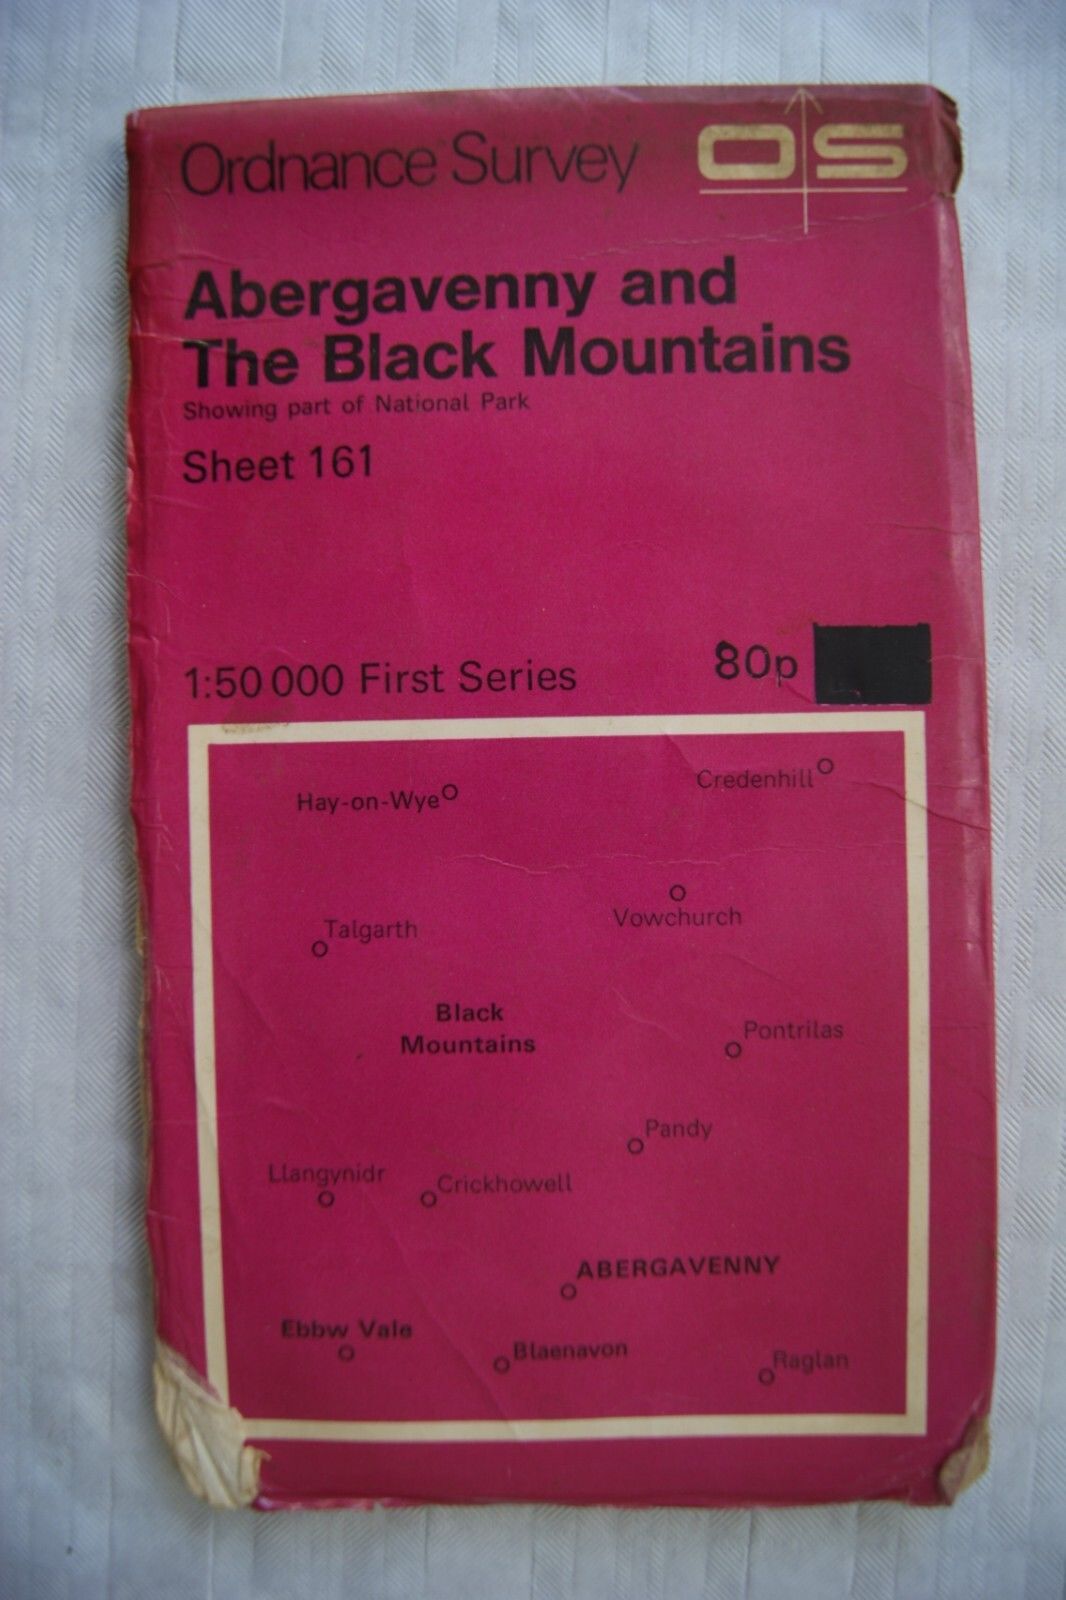 Ordnance Survey OS
Abergavenny and
The Black Mountains
Showing part of National Park
Sheet 161
1:50 000 First Series 80p
Hay-on-Wye
Credenhill
Vowchurch
Talgarth
Black
Mountains
Pontrilas
Pandy
Llangynidr
Crickhowell
ABERGAVENNY
Ebbw Vale
Blaenavon
Raglan